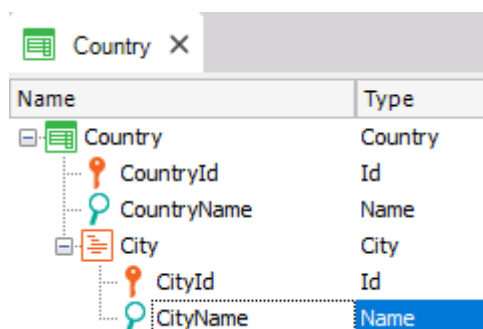 Country
Name Type
Country Country
CountryId Id
CountryName Name
City City
CityId Id
CityName Name